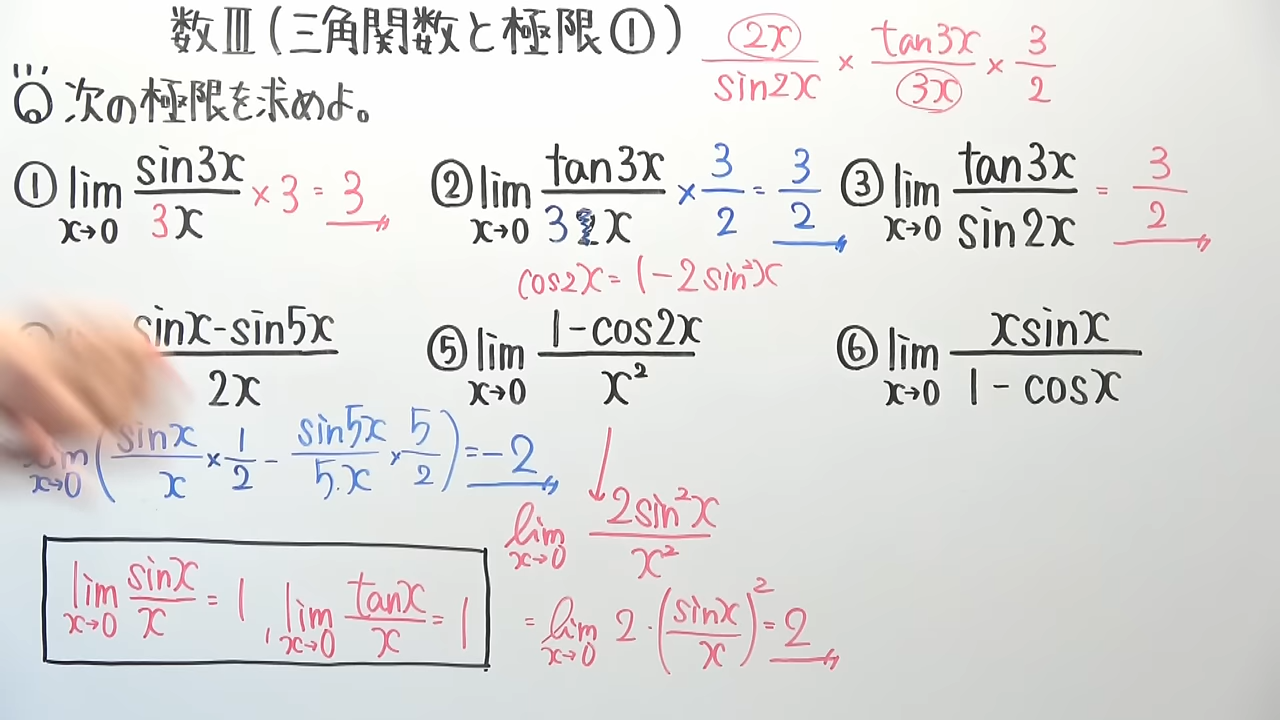 数Ⅲ(三角関数と極限①)
2x/sin2x × tan3x/3x × 3/2
Q 次の極限を求めよ。
① lim x→0 sin3x/3x × 3 = 3
② lim x→0 tan3x/32x × 3/2 = 3/2
③ lim x→0 tan3x/sin2x = 3/2
cos2x = 1-2sin²x
sinx-sin5x/2x
⑤ lim x→0 1-cos2x/x²
⑥ lim x→0 xsinx/1-cosx
lim x→0 (sinx/x × 1/2 - sin5x/5x × 5/2) = -2
lim x→0 2sin²x/x²
= lim x→0 2·(sinx/x)² = 2
lim x→0 sinx/x = 1, lim x→0 tanx/x = 1